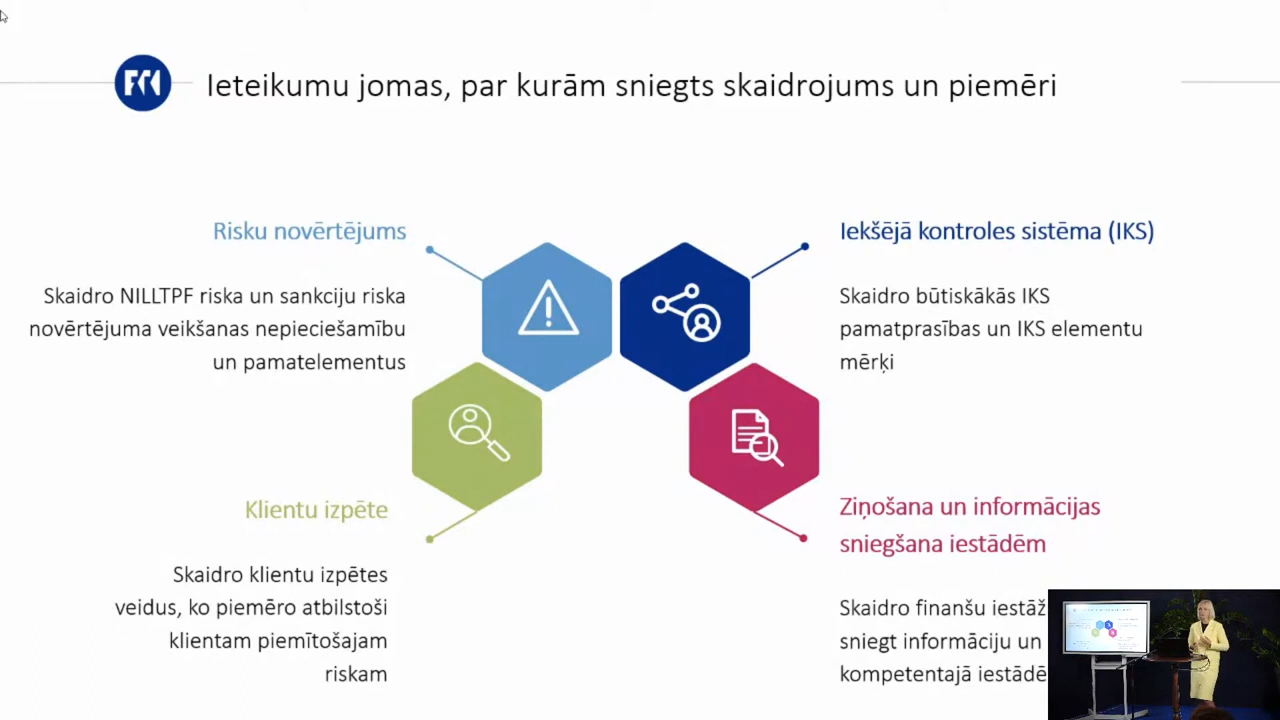 Ieteikumu jomas, par kurām sniegts skaidrojums un piemēri
Risku novērtējums
Skaidro NILLTPF riska un sankciju riska
novērtējuma veikšanas nepieciešamību
un pamatelementus
Iekšējā kontroles sistēma (IKS)
Skaidro būtiskākās IKS
pamatprasības un IKS elementu
mērķi
Klientu izpēte
Skaidro klientu izpētes
veidus, ko piemēro atbilstoši
klientam piemītošajam
riskam
Ziņošana un informācijas
sniegšana iestādēm
Skaidro finanšu
sniegt informāciju un
kompetentajā